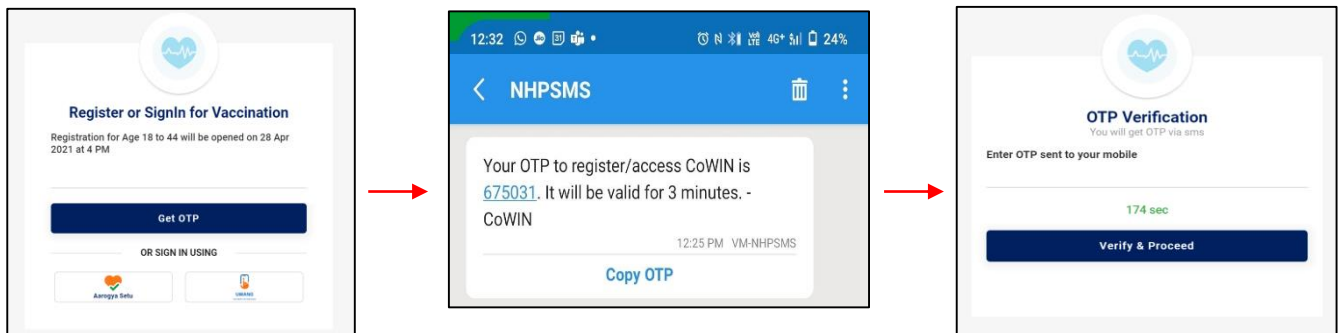 Register or SignIn for Vaccination
Registration for Age 18 to 44 will be opened on 28 Apr
2021 at 4 PM
Get OTP
OR SIGN IN USING
Aarogya Setu
UMANG
12:32 31 4G+ 24%
NHPSMS
Your OTP to register/access CoWIN is
675031. It will be valid for 3 minutes. -
CoWIN
12:25 PM VM-NHPSMS
Copy OTP
OTP Verification
You will get OTP via sms
Enter OTP sent to your mobile
174 sec
Verify & Proceed